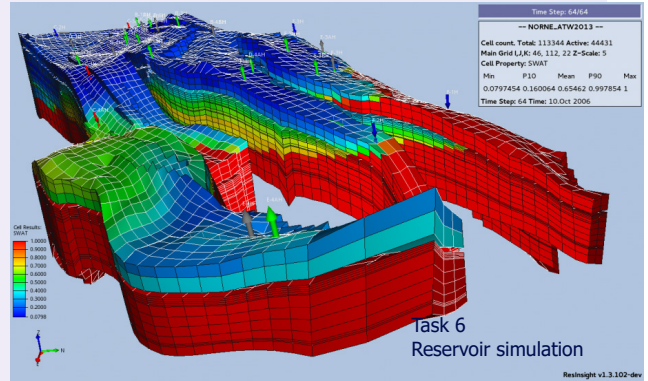 Time Step: 64/64
-- NORNE_ATW2013 --
Cell count. Total: 113344 Active: 44431
Main Grid I,J,K: 46, 112, 22 Z-Scale: 5
Cell Property: SWAT
Min P10 Mean P90 Max
0.0797454 0.160064 0.65462 0.997854 1
Time Step: 64 Time: 10.Oct 2006
Cell Results:
SWAT
1.0000
0.9000
0.8000
0.7000
0.6000
0.5000
0.4000
0.3000
0.2000
0.0798
Z
N
Task 6
Reservoir simulation
ResInsight v1.3.102-dev